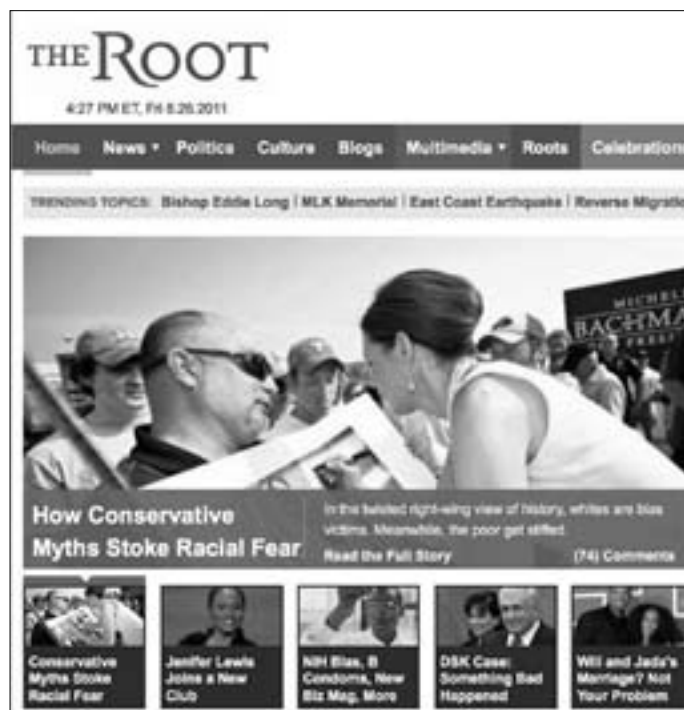 THE ROOT
4:27 PM ET, Fri 8.26.2011
Home News Politics Culture Blogs Multimedia Roots Celebrations
TRENDING TOPICS: Bishop Eddie Long | MLK Memorial | East Coast Earthquake | Reverse Migratio
MICHEL
BACHMA
PRESI
How Conservative
Myths Stoke Racial Fear
In the twisted right-wing view of history, whites are bias
victims. Meanwhile, the poor get stiffed.
Read the Full Story (74) Comments
Conservative
Myths Stoke
Racial Fear
Jenifer Lewis
Joins a New
Club
NIH Bias, B
Condoms, New
Biz Mag, More
DSK Case:
Something Bad
Happened
Will and Jada's
Marriage? Not
Your Problem